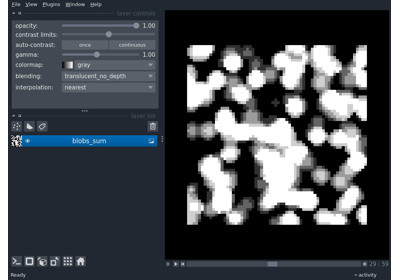 File View Plugins Window Help
layer controls
opacity: 1.00
contrast limits:
auto-contrast: once continuous
gamma: 1.00
colormap: gray
blending: translucent_no_depth
interpolation: nearest
layer list
blobs_sum
29 59
Ready activity